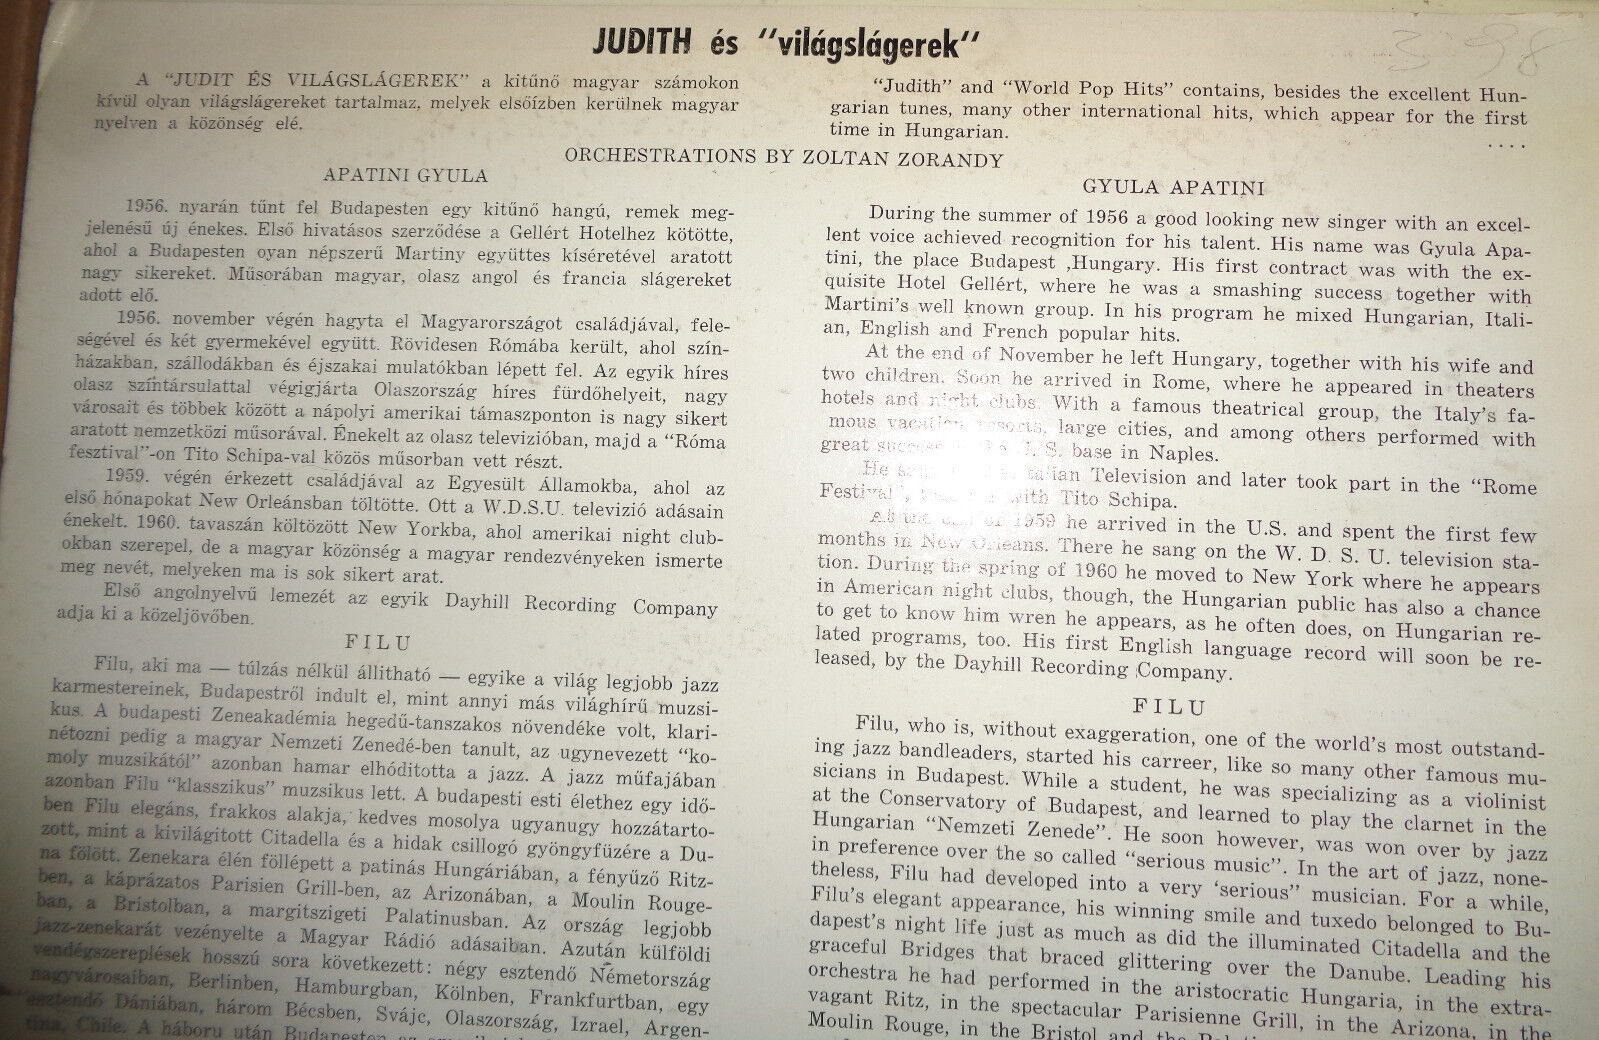 JUDITH és "világslágerek"
A "JUDIT ÉS VILÁGSLÁGEREK" a kitűnő magyar számokon
kívül olyan világslágereket tartalmaz, melyek elsőízben kerülnek magyar
nyelven a közönség elé.
"Judith" and "World Pop Hits" contains, besides the excellent Hun-
garian tunes, many other international hits, which appear for the first
time in Hungarian.
. . . .
ORCHESTRATIONS BY ZOLTAN ZORANDY
APATINI GYULA
1956. nyarán tűnt fel Budapesten egy kitűnő hangú, remek meg-
jelenésű új énekes. Első hivatásos szerződése a Gellért Hotelhez kötötte,
ahol a Budapesten oyan népszerű Martiny együttes kíséretével aratott
nagy sikereket. Műsorában magyar, olasz angol és francia slágereket
adott elő.
1956. november végén hagyta el Magyarországot családjával, fele-
ségével és két gyermekével együtt. Rövidesen Rómába került, ahol szín-
házakban, szállodákban és éjszakai mulatókban lépett fel. Az egyik híres
olasz színtársulattal végigjárta Olaszország híres fürdőhelyeit, nagy
városait és többek között a nápolyi amerikai támaszponton is nagy sikert
aratott nemzetközi műsorával. Énekelt az olasz televizióban, majd a "Róma
fesztival"-on Tito Schipa-val közös műsorban vett részt.
1959. végén érkezett családjával az Egyesült Államokba, ahol az
első hónapokat New Orleánsban töltötte. Ott a W.D.S.U. televizió adásain
énekelt. 1960. tavaszán költözött New Yorkba, ahol amerikai night club-
okban szerepel, de a magyar közönség a magyar rendezvényeken ismerte
meg nevét, melyeken ma is sok sikert arat.
Első angolnyelvű lemezét az egyik Dayhill Recording Company
adja ki a közeljövőben.
FILU
Filu, aki ma — túlzás nélkül állitható — egyike a világ legjobb jazz
karmestereinek, Budapestről indult el, mint annyi más világhírű muzsi-
kus. A budapesti Zeneakadémia hegedű-tanszakos növendéke volt, klari-
nétozni pedig a magyar Nemzeti Zenedé-ben tanult, az ugynevezett "ko-
moly muzsikától" azonban hamar elhóditotta a jazz. A jazz műfajában
azonban Filu "klasszikus" muzsikus lett. A budapesti esti élethez egy idő-
ben Filu elegáns, frakkos alakja, kedves mosolya ugyanugy hozzátarto-
zott, mint a kivilágitott Citadella és a hidak csillogó gyöngyfüzére a Du-
na fölött. Zenekara élén föllépett a patinás Hungáriában, a fényűző Ritz-
ben, a káprázatos Parisien Grill-ben, az Arizonában, a Moulin Rouge-
ban, a Bristolban, a margitszigeti Palatinusban. Az ország legjobb
jazz-zenekarát vezényelte a Magyar Rádió adásaiban. Azután külföldi
vendégszereplések hosszú sora következett: négy esztendő Németország
nagyvárosaiban, Berlinben, Hamburgban, Kölnben, Frankfurtban, egy
esztendő Dániában, három Bécsben, Svájc, Olaszország, Izrael, Argen-
tina, Chile. A háboru után Budapesten
GYULA APATINI
During the summer of 1956 a good looking new singer with an excel-
lent voice achieved recognition for his talent. His name was Gyula Apa-
tini, the place Budapest ,Hungary. His first contract was with the ex-
quisite Hotel Gellért, where he was a smashing success together with
Martini's well known group. In his program he mixed Hungarian, Itali-
an, English and French popular hits.
At the end of November he left Hungary, together with his wife and
two children. Soon he arrived in Rome, where he appeared in theaters
hotels and night clubs. With a famous theatrical group, the Italy's fa-
mous vacation resorts, large cities, and among others performed with
great S. base in Naples.
He Television and later took part in the "Rome
with Tito Schipa.
1959 he arrived in the U.S. and spent the first few
months in New Orleans. There he sang on the W. D. S. U. television sta-
tion. During the spring of 1960 he moved to New York where he appears
in American night clubs, though, the Hungarian public has also a chance
to get to know him wren he appears, as he often does, on Hungarian re-
lated programs, too. His first English language record will soon be re-
leased, by the Dayhill Recording Company.
FILU
Filu, who is, without exaggeration, one of the world's most outstand-
ing jazz bandleaders, started his carreer, like so many other famous mu-
sicians in Budapest. While a student, he was specializing as a violinist
at the Conservatory of Budapest, and learned to play the clarnet in the
Hungarian "Nemzeti Zenede". He soon however, was won over by jazz
in preference over the so called "serious music". In the art of jazz, none-
theless, Filu had developed into a very 'serious" musician. For a while,
Filu's elegant appearance, his winning smile and tuxedo belonged to Bu-
dapest's night life just as much as did the illuminated Citadella and the
graceful Bridges that braced glittering over the Danube. Leading his
orchestra he had performed in the aristocratic Hungaria, in the extra-
vagant Ritz, in the spectacular Parisienne Grill, in the Arizona, in the
Moulin Rouge, in the Bristol and the